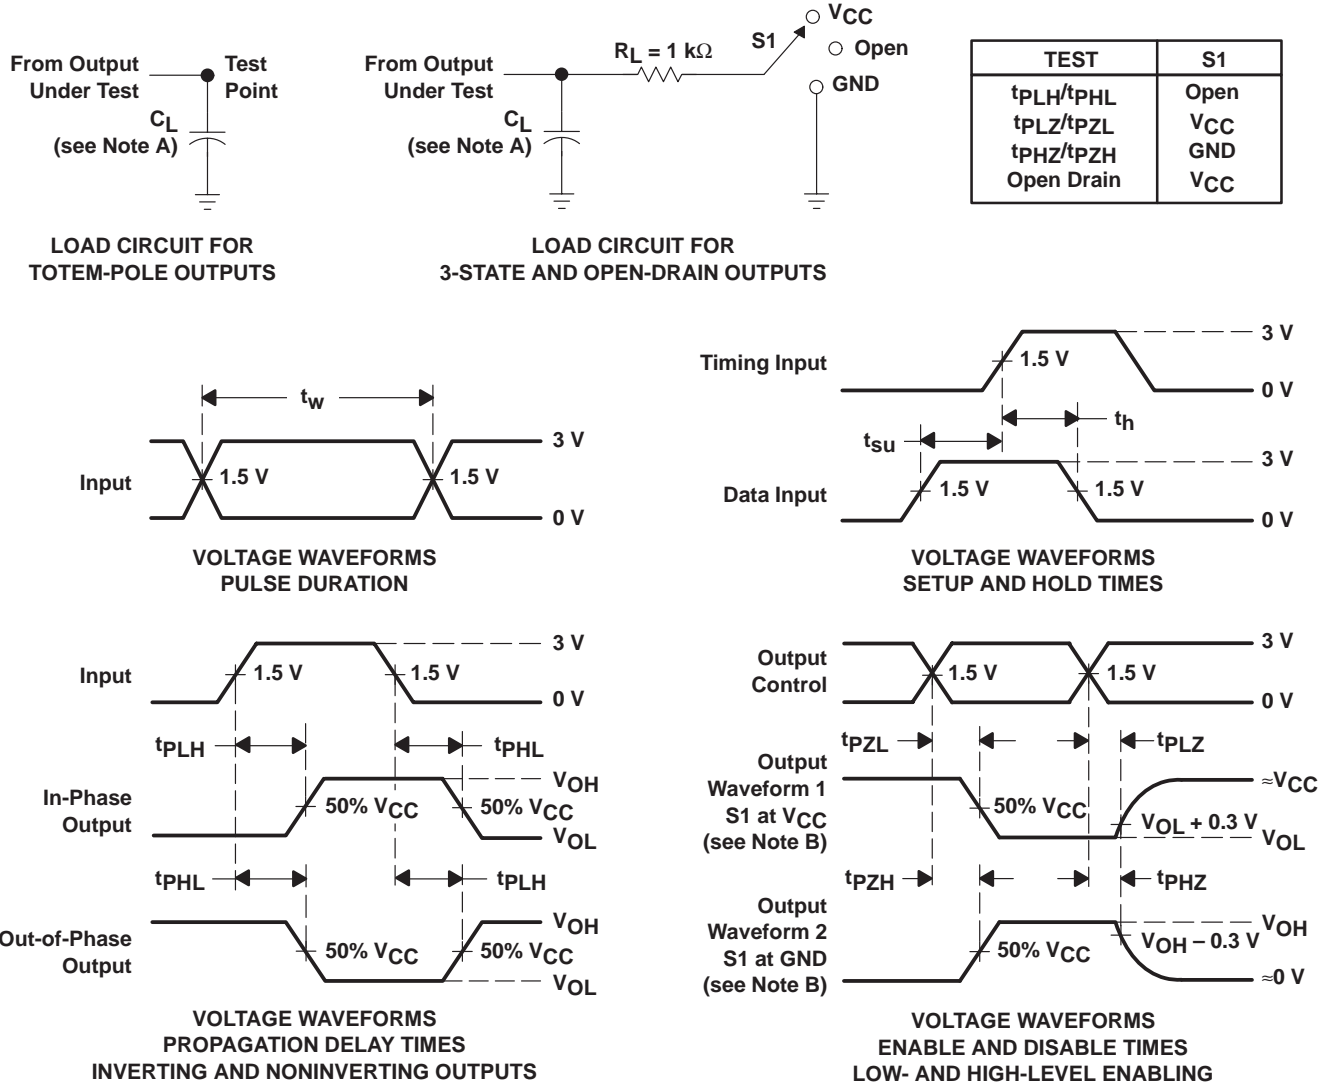 From Output
Under Test
Test
Point
CL
(see Note A)
LOAD CIRCUIT FOR
TOTEM-POLE OUTPUTS
From Output
Under Test
RL = 1 kΩ
S1
VCC
Open
GND
CL
(see Note A)
LOAD CIRCUIT FOR
3-STATE AND OPEN-DRAIN OUTPUTS
TEST S1
tPLH/tPHL Open
tPLZ/tPZL VCC
tPHZ/tPZH GND
Open Drain VCC
tw
Input
1.5 V
1.5 V
3 V
0 V
VOLTAGE WAVEFORMS
PULSE DURATION
Timing Input
1.5 V
3 V
0 V
th
tsu
Data Input
1.5 V
1.5 V
3 V
0 V
VOLTAGE WAVEFORMS
SETUP AND HOLD TIMES
Input
1.5 V
1.5 V
3 V
0 V
tPLH
tPHL
In-Phase
Output
50% VCC
50% VCC
VOH
VOL
tPHL
tPLH
Out-of-Phase
Output
50% VCC
50% VCC
VOH
VOL
VOLTAGE WAVEFORMS
PROPAGATION DELAY TIMES
INVERTING AND NONINVERTING OUTPUTS
Output
Control
1.5 V
1.5 V
3 V
0 V
tPZL
tPLZ
Output
Waveform 1
S1 at VCC
(see Note B)
50% VCC
VOL + 0.3 V
≈VCC
VOL
tPZH
tPHZ
Output
Waveform 2
S1 at GND
(see Note B)
50% VCC
VOH – 0.3 V
VOH
≈0 V
VOLTAGE WAVEFORMS
ENABLE AND DISABLE TIMES
LOW- AND HIGH-LEVEL ENABLING